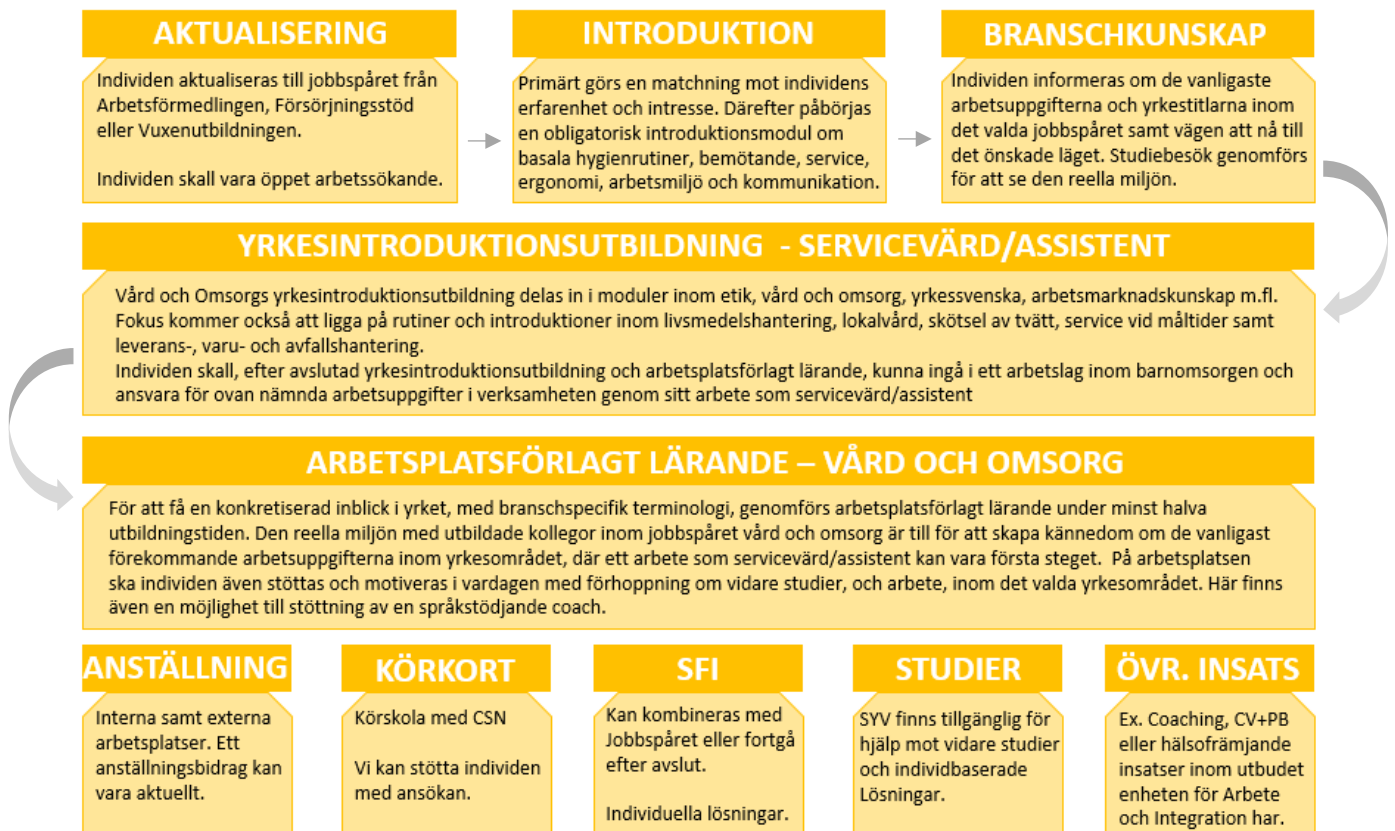 AKTUALISERING
Individen aktualiseras till jobbspåret från
Arbetsförmedlingen, Försörjningsstöd
eller Vuxenutbildningen.
Individen skall vara öppet arbetssökande.
INTRODUKTION
Primärt görs en matchning mot individens
erfarenhet och intresse. Därefter påbörjas
en obligatorisk introduktionsmodul om
basala hygienrutiner, bemötande, service,
ergonomi, arbetsmiljö och kommunikation.
BRANSCHKUNSKAP
Individen informeras om de vanligaste
arbetsuppgifterna och yrkestitlarna inom
det valda jobbspåret samt vägen att nå till
det önskade läget. Studiebesök genomförs
för att se den reella miljön.
YRKESINTRODUKTIONSUTBILDNING - SERVICEVÄRD/ASSISTENT
Vård och Omsorgs yrkesintroduktionsutbildning delas in i moduler inom etik, vård och omsorg, yrkessvenska, arbetsmarknadskunskap m.fl.
Fokus kommer också att ligga på rutiner och introduktioner inom livsmedelshantering, lokalvård, skötsel av tvätt, service vid måltider samt
leverans-, varu- och avfallshantering.
Individen skall, efter avslutad yrkesintroduktionsutbildning och arbetsplatsförlagt lärande, kunna ingå i ett arbetslag inom barnomsorgen och
ansvara för ovan nämnda arbetsuppgifter i verksamheten genom sitt arbete som servicevärd/assistent
ARBETSPLATSFÖRLAGT LÄRANDE – VÅRD OCH OMSORG
För att få en konkretiserad inblick i yrket, med branschspecifik terminologi, genomförs arbetsplatsförlagt lärande under minst halva
utbildningstiden. Den reella miljön med utbildade kollegor inom jobbspåret vård och omsorg är till för att skapa kännedom om de vanligast
förekommande arbetsuppgifterna inom yrkesområdet, där ett arbete som servicevärd/assistent kan vara första steget. På arbetsplatsen
ska individen även stöttas och motiveras i vardagen med förhoppning om vidare studier, och arbete, inom det valda yrkesområdet. Här finns
även en möjlighet till stöttning av en språkstödjande coach.
ANSTÄLLNING
Interna samt externa
arbetsplatser. Ett
anställningsbidrag kan
vara aktuellt.
KÖRKORT
Körskola med CSN
Vi kan stötta individen
med ansökan.
SFI
Kan kombineras med
Jobbspåret eller fortgå
efter avslut.
Individuella lösningar.
STUDIER
SYV finns tillgänglig för
hjälp mot vidare studier
och individbaserade
Lösningar.
ÖVR. INSATS
Ex. Coaching, CV+PB
eller hälsofrämjande
insatser inom utbudet
enheten för Arbete
och Integration har.